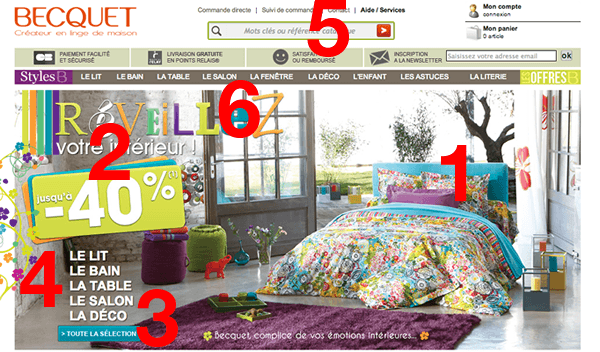 BECQUET
Créateur en linge de maison
Commande directe | Suivi de commande | Contact | Aide / Services
Mots clés ou référence catalogue
Mon compte
connexion
Mon panier
0 article
PAIEMENT FACILITÉ
ET SÉCURISÉ
LIVRAISON GRATUITE
EN POINTS RELAIS®
SATISFAIT
OU REMBOURSÉ
INSCRIPTION
A LA NEWSLETTER
Saisissez votre adresse email
ok
StylesB LE LIT LE BAIN LA TABLE LE SALON LA FENÊTRE LA DÉCO L'ENFANT LES ASTUCES LA LITERIE LES OFFRESB
5
6
RÉVEILLEZ
votre intérieur !
2
jusqu'à
-40%(1)
1
4
LE LIT
LE BAIN
LA TABLE
LE SALON
LA DÉCO
3
> TOUTE LA SÉLECTION
Becquet, complice de vos émotions intérieures...